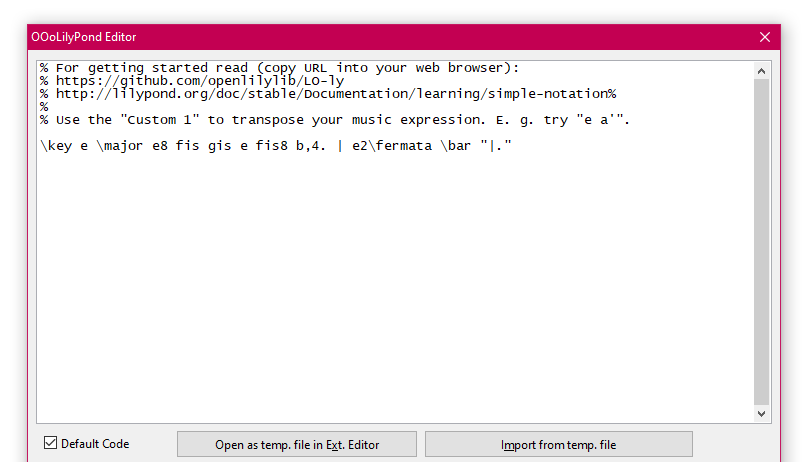 OOoLilyPond Editor
% For getting started read (copy URL into your web browser):
% https://github.com/openlilylib/LO-ly
% http://lilypond.org/doc/stable/Documentation/learning/simple-notation%
%
% Use the "Custom 1" to transpose your music expression. E. g. try "e a'".
\key e \major e8 fis gis e fis8 b,4. | e2\fermata \bar "|."
Default Code
Open as temp. file in Ext. Editor
Import from temp. file